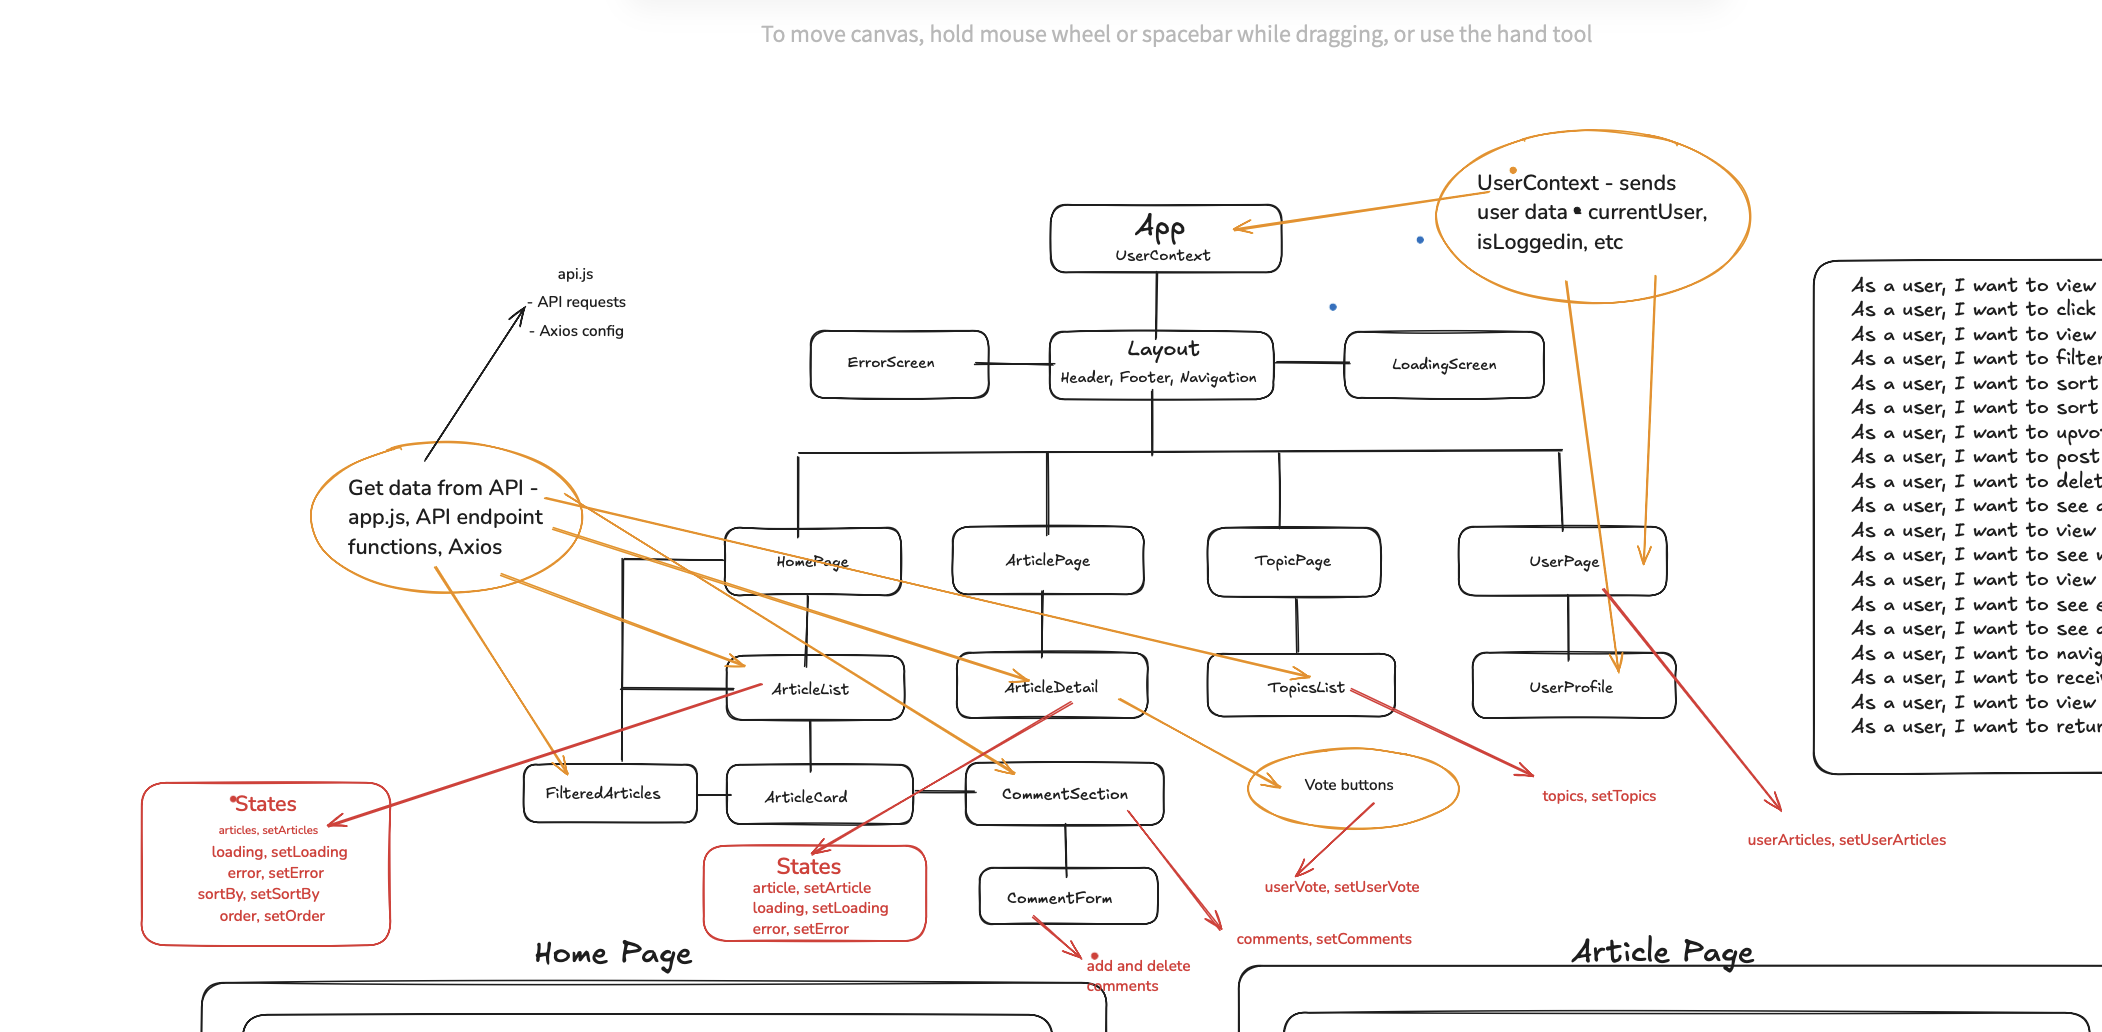 To move canvas, hold mouse wheel or spacebar while dragging, or use the hand tool
UserContext - sends
user data • currentUser,
isLoggedin, etc
App
UserContext
api.js
- API requests
- Axios config
ErrorScreen
Layout
Header, Footer, Navigation
LoadingScreen
Get data from API -
app.js, API endpoint
functions, Axios
HomePage
ArticlePage
TopicPage
UserPage
ArticleList
ArticleDetail
TopicsList
UserProfile
FilteredArticles
ArticleCard
CommentSection
Vote buttons
topics, setTopics
userArticles, setUserArticles
States
articles, setArticles
loading, setLoading
error, setError
sortBy, setSortBy
order, setOrder
States
article, setArticle
loading, setLoading
error, setError
CommentForm
userVote, setUserVote
comments, setComments
add and delete
comments
Home Page
Article Page
As a user, I want to view
As a user, I want to click
As a user, I want to view
As a user, I want to filter
As a user, I want to sort
As a user, I want to sort
As a user, I want to
As a user, I want to post
As a user, I want to
As a user, I want to see
As a user, I want to view
As a user, I want to see
As a user, I want to view
As a user, I want to see
As a user, I want to see
As a user, I want to
As a user, I want to
As a user, I want to view
As a user, I want to